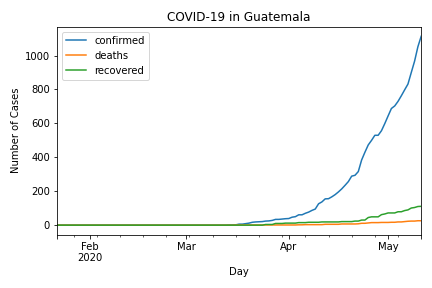 COVID-19 in Guatemala
confirmed
deaths
recovered
Number of Cases
1000
800
600
400
200
0
Feb
2020
Mar
Apr
May
Day